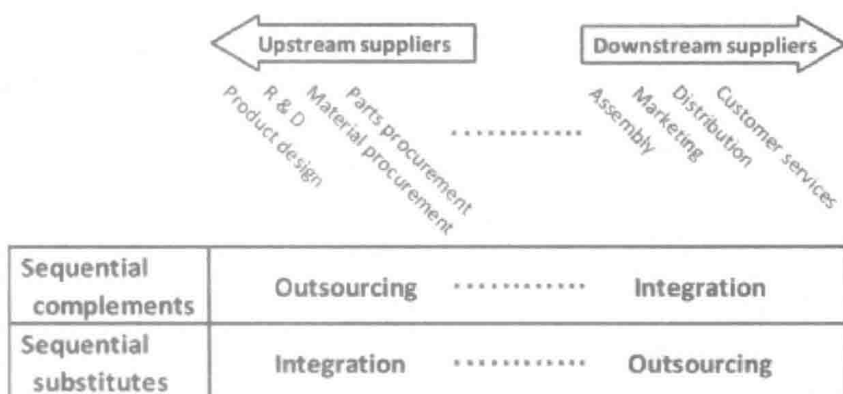 Upstream suppliers
Downstream suppliers
Product design
R & D
Material procurement
Parts procurement
Assembly
Marketing
Distribution
Customer services
Sequential
complements
Outsourcing
Integration
Sequential
substitutes
Integration
Outsourcing